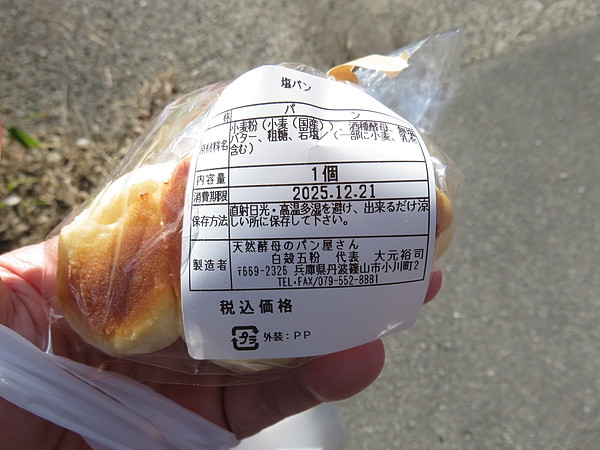 塩パン
パン
小麦粉(小麦(国産))、酒種酵母、無塩
バター、粗糖、岩塩/(一部に小麦、乳を
含む)
内容量 1個
消費期限 2025.12.21
保存方法 直射日光・高温多湿を避け、出来るだけ涼
しい所に保存して下さい。
天然酵母のパン屋さん
製造者 白殻五粉 代表 大元裕司
〒669-2326 兵庫県丹波篠山市小川町2
TEL・FAX/079-552-8881
税込価格
プラ 外装:PP